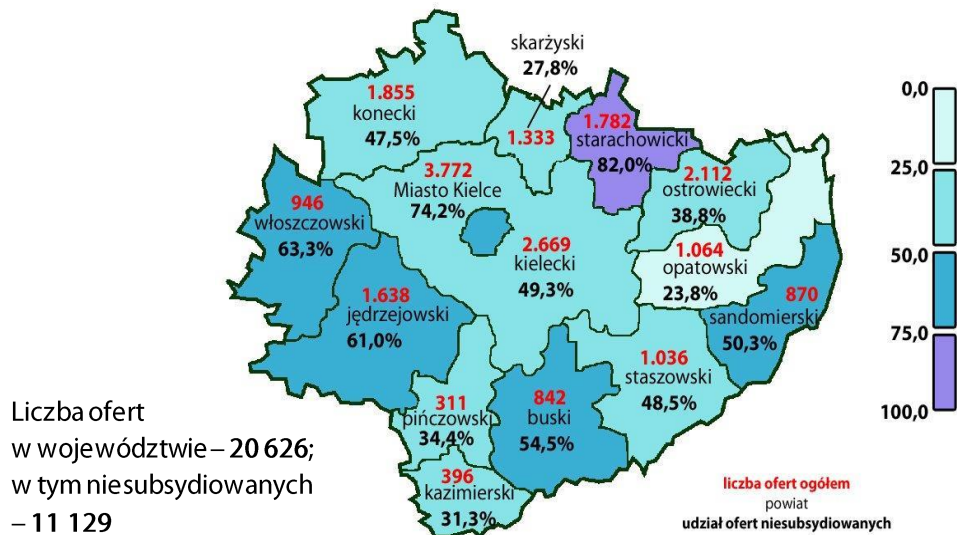 skarżyski
27,8%
1.333
1.855
konecki
47,5%
1.782
starachowicki
82,0%
3.772
Miasto Kielce
74,2%
2.112
ostrowiecki
38,8%
946
włoszczowski
63,3%
2.669
kielecki
49,3%
1.064
opatowski
23,8%
1.638
jędrzejowski
61,0%
870
sandomierski
50,3%
1.036
staszowski
48,5%
311
pińczowski
34,4%
842
buski
54,5%
396
kazimierski
31,3%
0,0
25,0
50,0
75,0
100,0
Liczba ofert
w województwie – 20 626;
w tym niesubsydiowanych
– 11 129
liczba ofert ogółem
powiat
udział ofert niesubsydiowanych